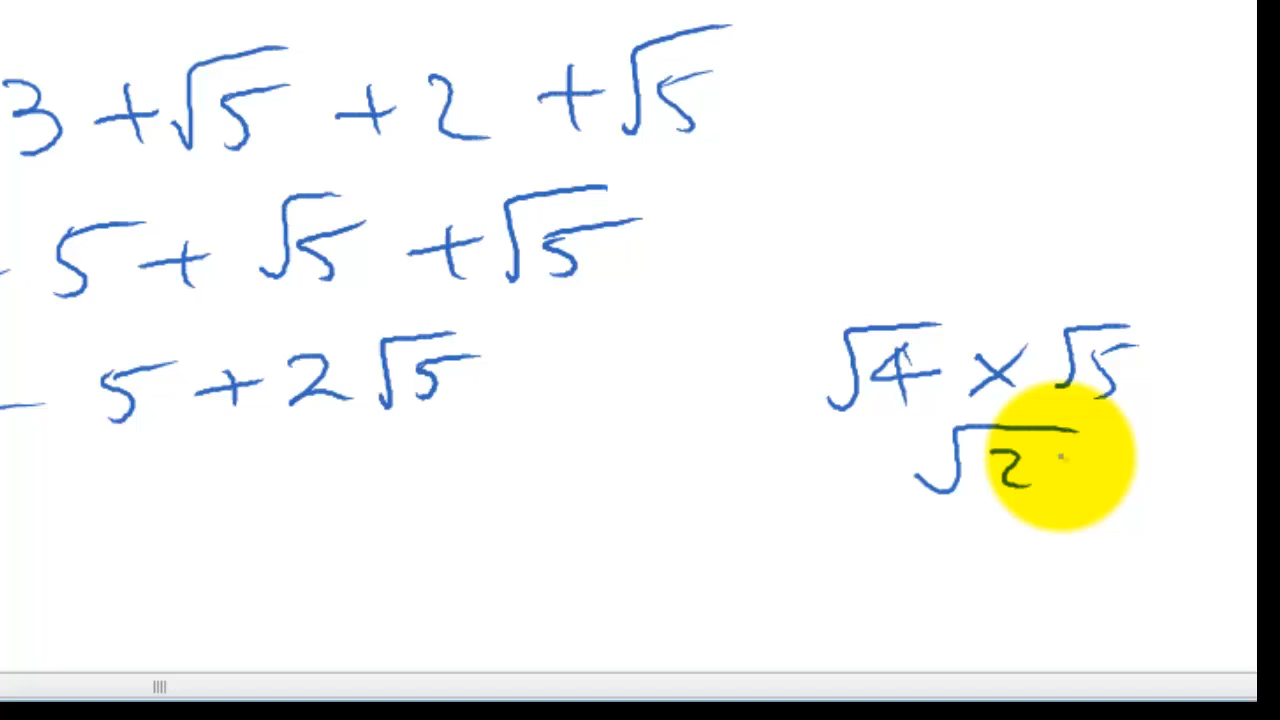 3 + √5 + 2 + √5
5 + √5 + √5
5 + 2√5
√4 × √5
√2